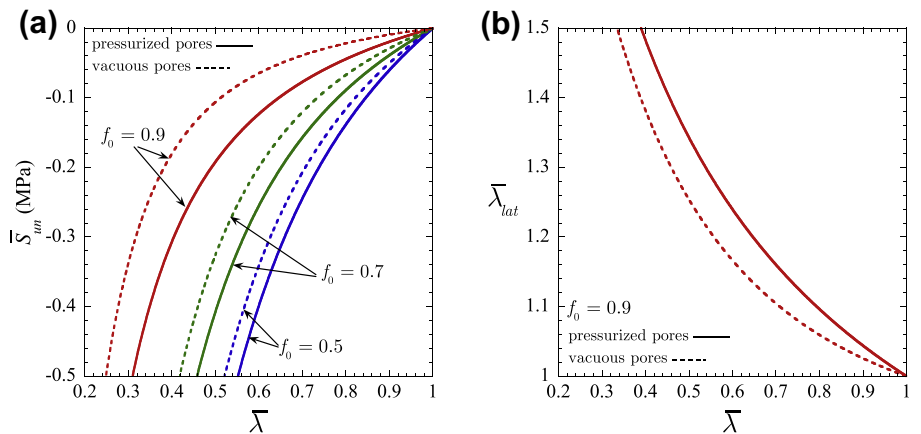 (a)
pressurized pores
vacuous pores
0
-0.1
-0.2
-0.3
-0.4
-0.5
S̅un (MPa)
f0 = 0.9
f0 = 0.7
f0 = 0.5
0.2 0.3 0.4 0.5 0.6 0.7 0.8 0.9 1
λ̅
(b)
1.5
1.4
1.3
1.2
1.1
1
λ̅lat
f0 = 0.9
pressurized pores
vacuous pores
0.2 0.3 0.4 0.5 0.6 0.7 0.8 0.9 1
λ̅